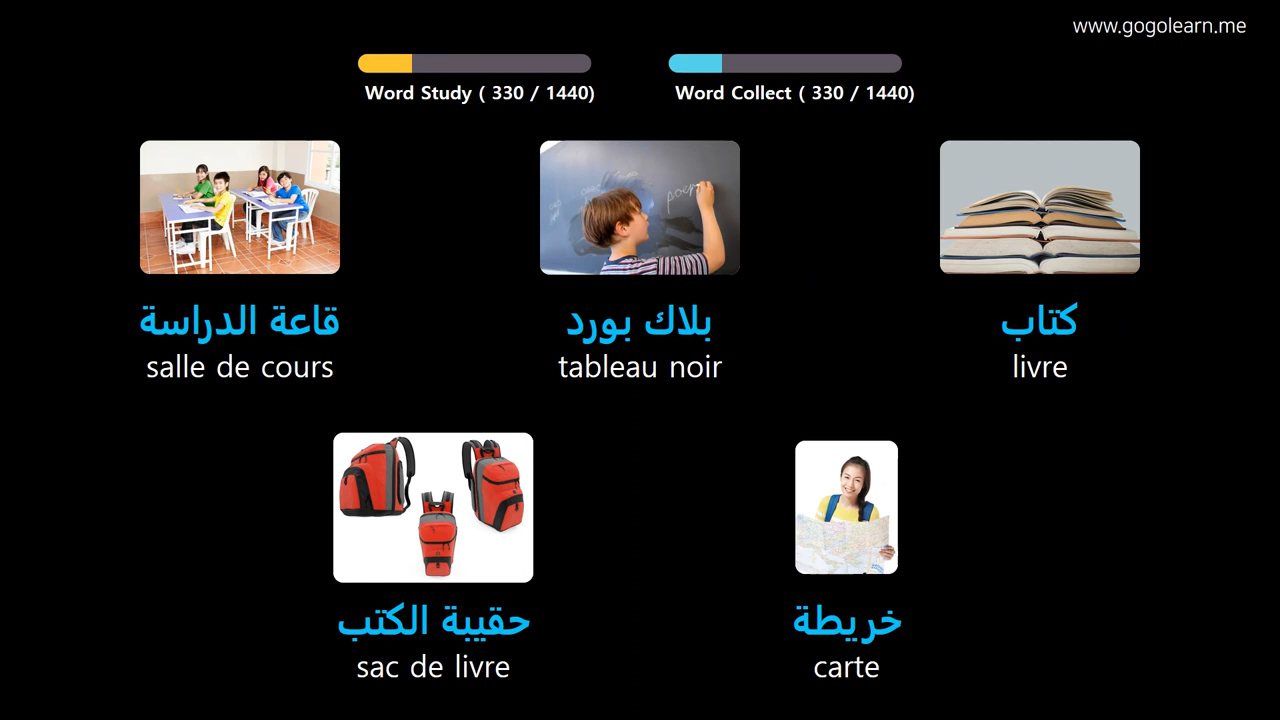 www.gogolearn.me
Word Study ( 330 / 1440)
Word Collect ( 330 / 1440)
قاعة الدراسة
salle de cours
بلاك بورد
tableau noir
كتاب
livre
حقيبة الكتب
sac de livre
خريطة
carte